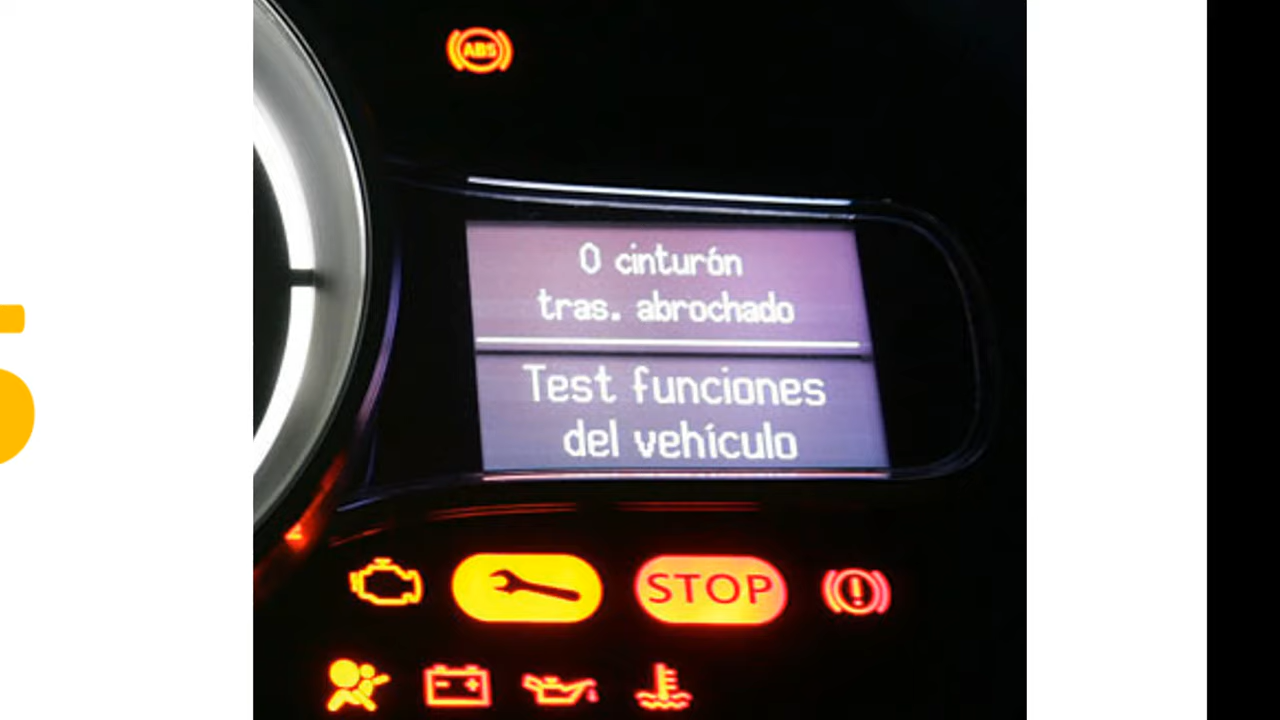 ABS
0 cinturón
tras. abrochado
Test funciones
del vehículo
STOP